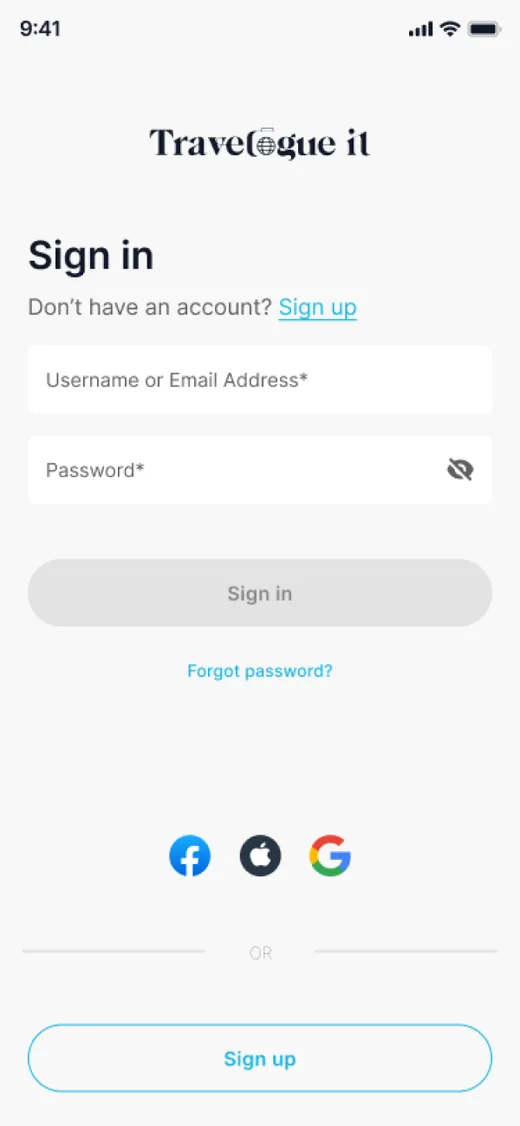 9:41
Travelogue it
Sign in
Don’t have an account? Sign up
Username or Email Address*
Password*
Sign in
Forgot password?
OR
Sign up